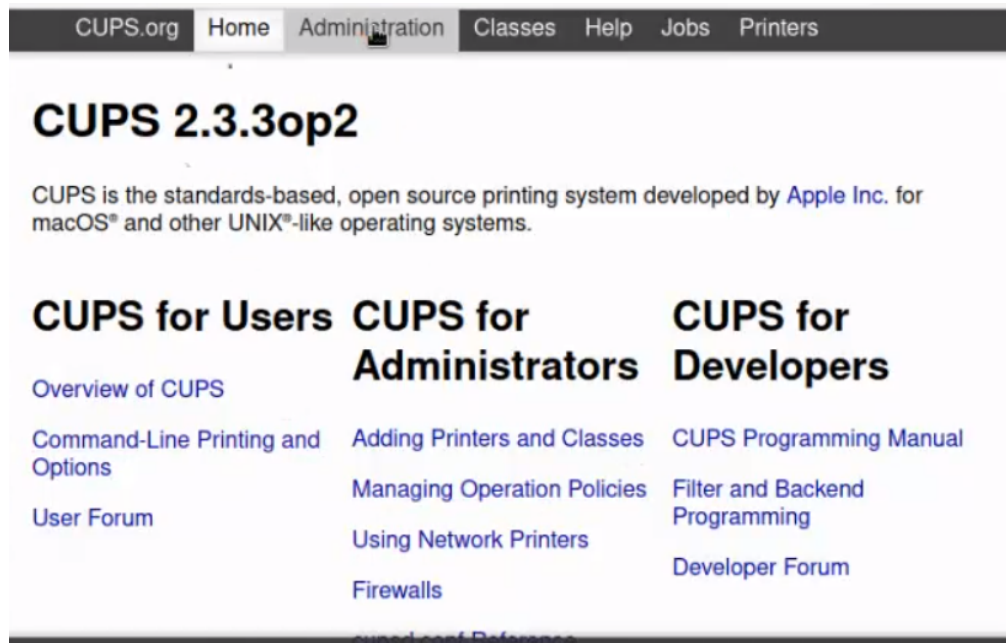 CUPS.org Home Administration Classes Help Jobs Printers
CUPS 2.3.3op2
CUPS is the standards-based, open source printing system developed by Apple Inc. for
macOS® and other UNIX®-like operating systems.
CUPS for Users
Overview of CUPS
Command-Line Printing and
Options
User Forum
CUPS for
Administrators
Adding Printers and Classes
Managing Operation Policies
Using Network Printers
Firewalls
CUPS for
Developers
CUPS Programming Manual
Filter and Backend
Programming
Developer Forum